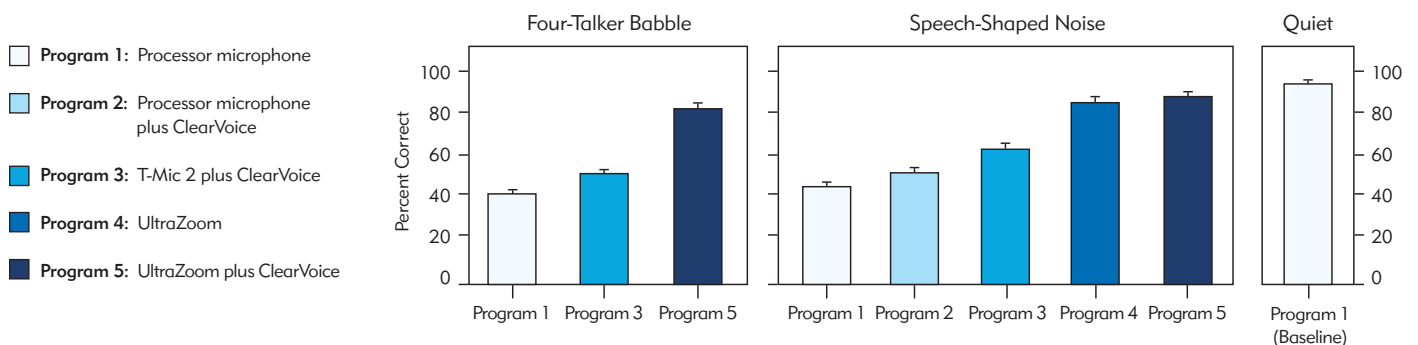 Four-Talker Babble
Speech-Shaped Noise
Quiet
Program 1: Processor microphone
Program 2: Processor microphone
plus ClearVoice
Program 3: T-Mic 2 plus ClearVoice
Program 4: UltraZoom
Program 5: UltraZoom plus ClearVoice
Percent Correct
100
80
60
40
20
0
Program 1 Program 3 Program 5
Program 1 Program 2 Program 3 Program 4 Program 5
100
80
60
40
20
0
Program 1
(Baseline)